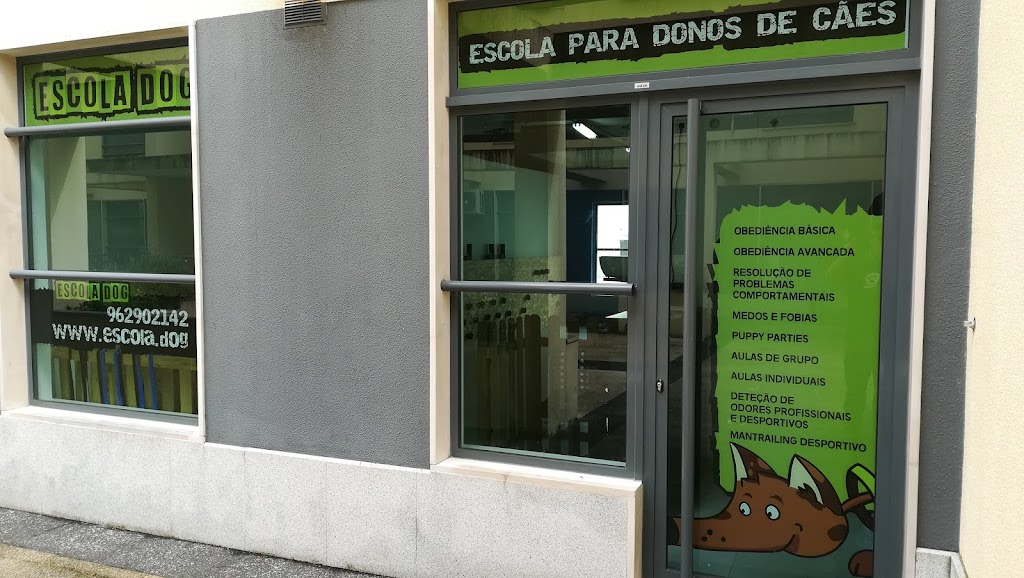 ESCOLA DOG
ESCOLA DOG
962902142
www.escola.dog
ESCOLA PARA DONOS DE CÃES
OBEDIÊNCIA BÁSICA
OBEDIÊNCIA AVANCADA
RESOLUÇÃO DE
PROBLEMAS
COMPORTAMENTAIS
MEDOS E FOBIAS
PUPPY PARTIES
AULAS DE GRUPO
AULAS INDIVIDUAIS
DETEÇÃO DE
ODORES PROFISSIONAIS
E DESPORTIVOS
MANTRAILING DESPORTIVO